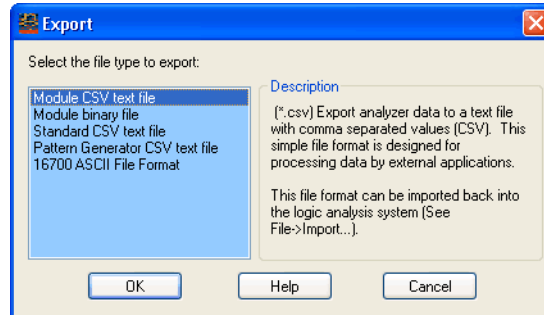 Export
Select the file type to export:
Module CSV text file
Module binary file
Standard CSV text file
Pattern Generator CSV text file
16700 ASCII File Format
Description
(*.csv) Export analyzer data to a text file
with comma separated values (CSV). This
simple file format is designed for
processing data by external applications.
This file format can be imported back into
the logic analysis system (See
File->Import...).
OK
Help
Cancel